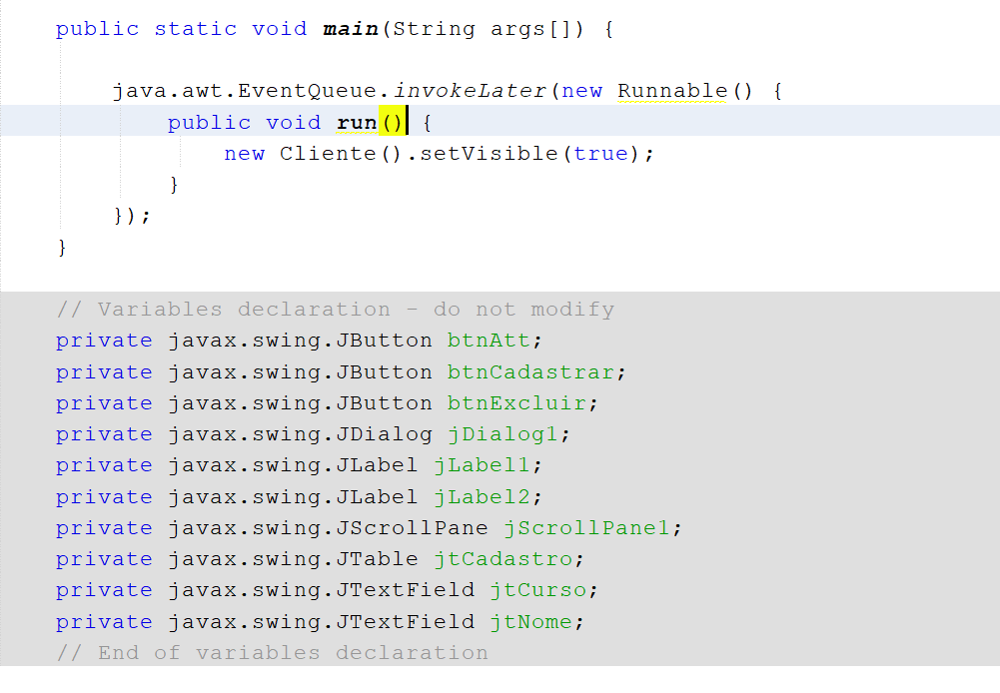 public static void main(String args[]) {
java.awt.EventQueue.invokeLater(new Runnable() {
public void run() {
new Cliente().setVisible(true);
}
});
}
// Variables declaration - do not modify
private javax.swing.JButton btnAtt;
private javax.swing.JButton btnCadastrar;
private javax.swing.JButton btnExcluir;
private javax.swing.JDialog jDialog1;
private javax.swing.JLabel jLabel1;
private javax.swing.JLabel jLabel2;
private javax.swing.JScrollPane jScrollPane1;
private javax.swing.JTable jtCadastro;
private javax.swing.JTextField jtCurso;
private javax.swing.JTextField jtNome;
// End of variables declaration